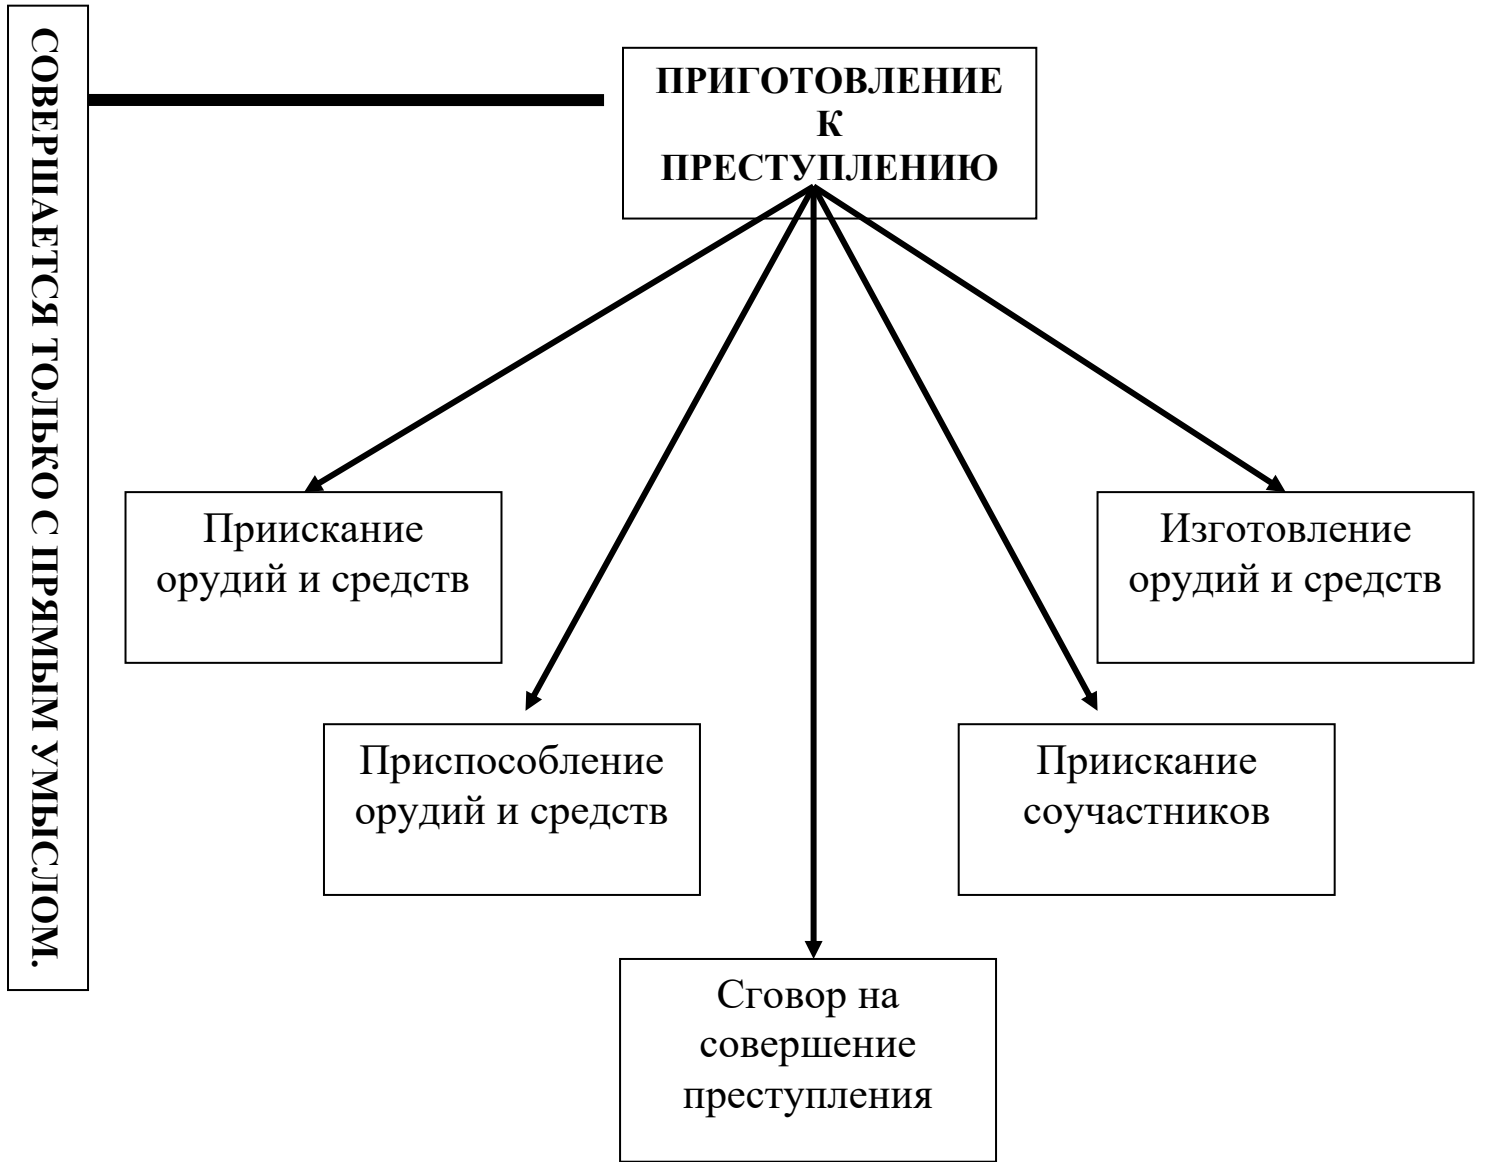 СОВЕРШАЕТСЯ ТОЛЬКО С ПРЯМЫМ УМЫСЛОМ.
ПРИГОТОВЛЕНИЕ
К
ПРЕСТУПЛЕНИЮ
Приискание
орудий и средств
Изготовление
орудий и средств
Приспособление
орудий и средств
Приискание
соучастников
Сговор на
совершение
преступления